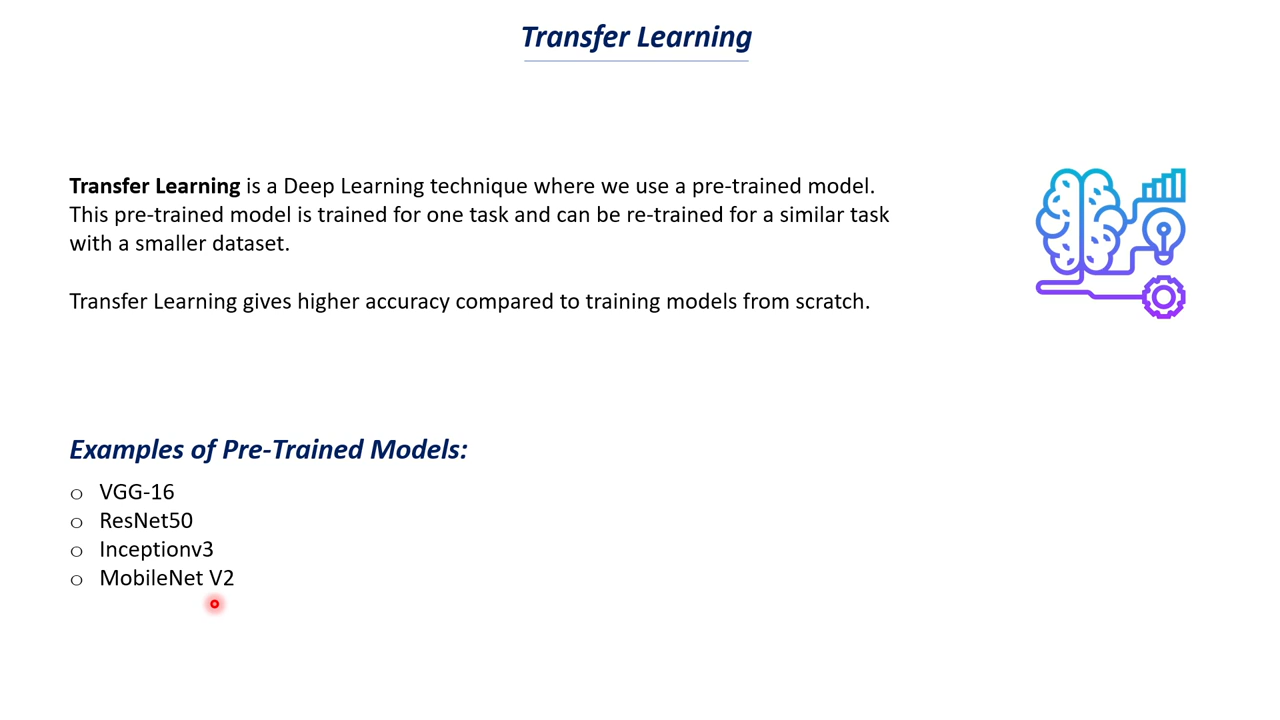 Transfer Learning
Transfer Learning is a Deep Learning technique where we use a pre-trained model.
This pre-trained model is trained for one task and can be re-trained for a similar task
with a smaller dataset.
Transfer Learning gives higher accuracy compared to training models from scratch.
Examples of Pre-Trained Models:
○ VGG-16
○ ResNet50
○ Inceptionv3
○ MobileNet V2